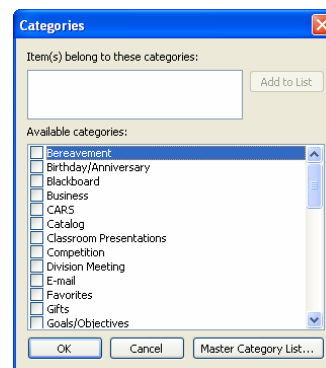 Categories
Item(s) belong to these categories:
Add to List
Available categories:
Bereavement
Birthday/Anniversary
Blackboard
Business
CARS
Catalog
Classroom Presentations
Competition
Division Meeting
E-mail
Favorites
Gifts
Goals/Objectives
OK Cancel Master Category List...